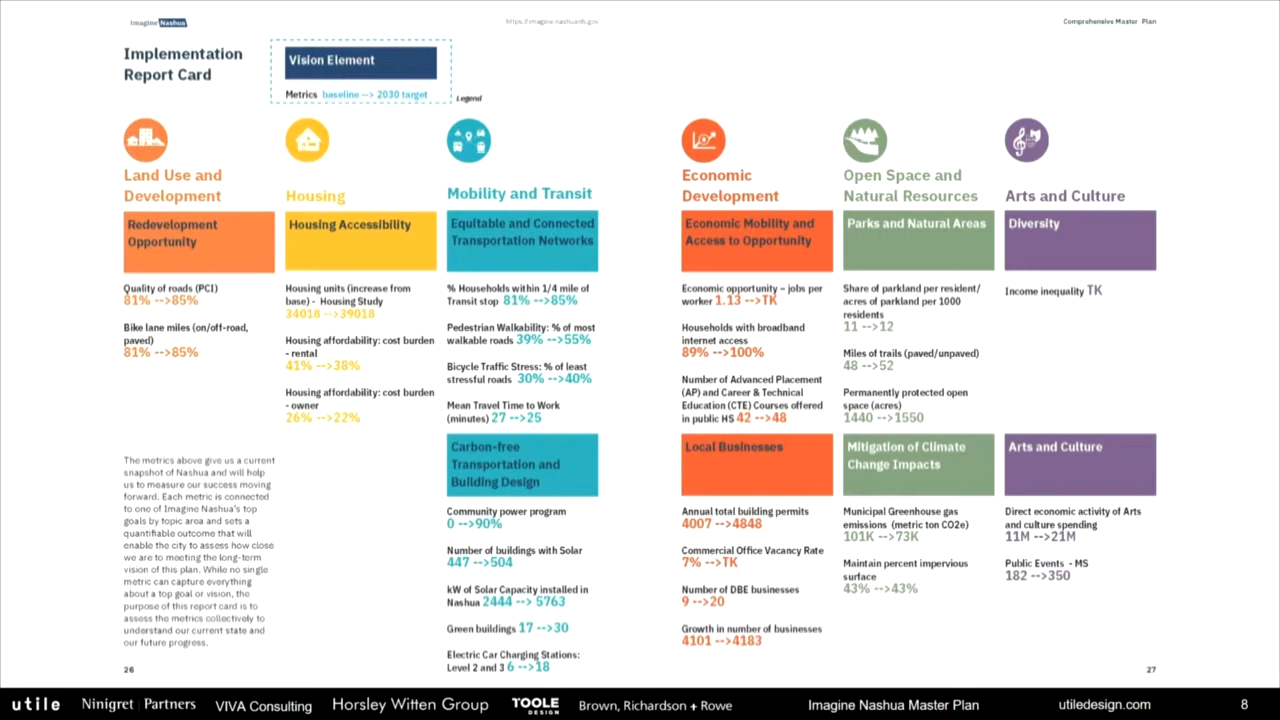 Imagine Nashua
https://imagine.nashuanh.gov
Comprehensive Master Plan
Implementation
Report Card
Vision Element
Metrics baseline --> 2030 target
Legend
Land Use and
Development
Redevelopment
Opportunity
Quality of roads (PCI)
81% -->85%
Bike lane miles (on/off-road,
paved)
81% -->85%
The metrics above give us a current
snapshot of Nashua and will help
us to measure our success moving
forward. Each metric is connected
to one of Imagine Nashua's top
goals by topic area and sets a
quantifiable outcome that will
enable the city to assess how close
we are to meeting the long-term
vision of this plan. While no single
metric can capture everything
about a top goal or vision, the
purpose of this report card is to
assess the metrics collectively to
understand our current state and
our future progress.
Housing
Housing Accessibility
Housing units (increase from
base) - Housing Study
34018 -->39018
Housing affordability: cost burden
- rental
41% -->38%
Housing affordability: cost burden
- owner
26% -->22%
Mobility and Transit
Equitable and Connected
Transportation Networks
% Households within 1/4 mile of
Transit stop 81% -->85%
Pedestrian Walkability: % of most
walkable roads 39% -->55%
Bicycle Traffic Stress: % of least
stressful roads 30% -->40%
Mean Travel Time to Work
(minutes) 27 -->25
Carbon-free
Transportation and
Building Design
Community power program
0 -->90%
Number of buildings with Solar
447 -->504
kW of Solar Capacity installed in
Nashua 2444 --> 5763
Green buildings 17 -->30
Electric Car Charging Stations:
Level 2 and 3 6 -->18
Economic
Development
Economic Mobility and
Access to Opportunity
Economic opportunity – jobs per
worker 1.13 -->TK
Households with broadband
internet access
89% -->100%
Number of Advanced Placement
(AP) and Career & Technical
Education (CTE) Courses offered
in public HS 42 -->48
Local Businesses
Annual total building permits
4007 -->4848
Commercial Office Vacancy Rate
7% -->TK
Number of DBE businesses
9 -->20
Growth in number of businesses
4101 -->4183
Open Space and
Natural Resources
Parks and Natural Areas
Share of parkland per resident/
acres of parkland per 1000
residents
11 -->12
Miles of trails (paved/unpaved)
48 -->52
Permanently protected open
space (acres)
1440 -->1550
Mitigation of Climate
Change Impacts
Municipal Greenhouse gas
emissions (metric ton CO2e)
101K -->73K
Maintain percent impervious
surface
43% -->43%
Arts and Culture
Diversity
Income inequality TK
Arts and Culture
Direct economic activity of Arts
and culture spending
11M -->21M
Public Events - MS
182 -->350
26
27
utile
Ninigret Partners
VIVA Consulting
Horsley Witten Group
TOOLE
DESIGN
Brown, Richardson + Rowe
Imagine Nashua Master Plan
utiledesign.com
8